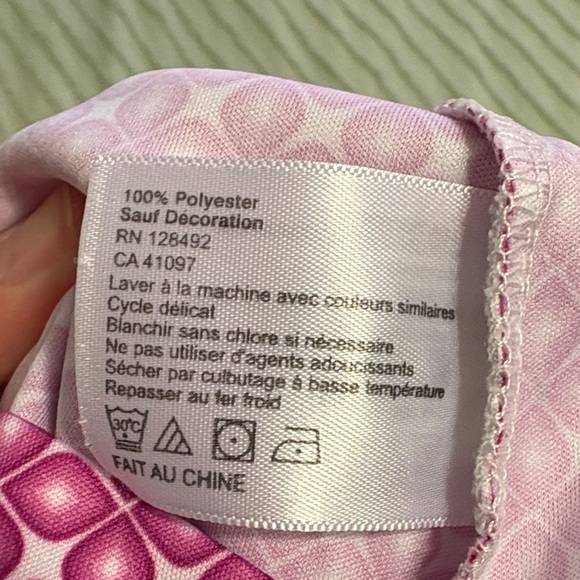 100% Polyester
Sauf Décoration
RN 128492
CA 41097
Laver à la machine avec couleurs similaires
Cycle délicat
Blanchir sans chlore si nécessaire
Ne pas utiliser d'agents adoucissants
Sécher par culbutage à basse température
Repasser au fer froid
30°C
FAIT AU CHINE